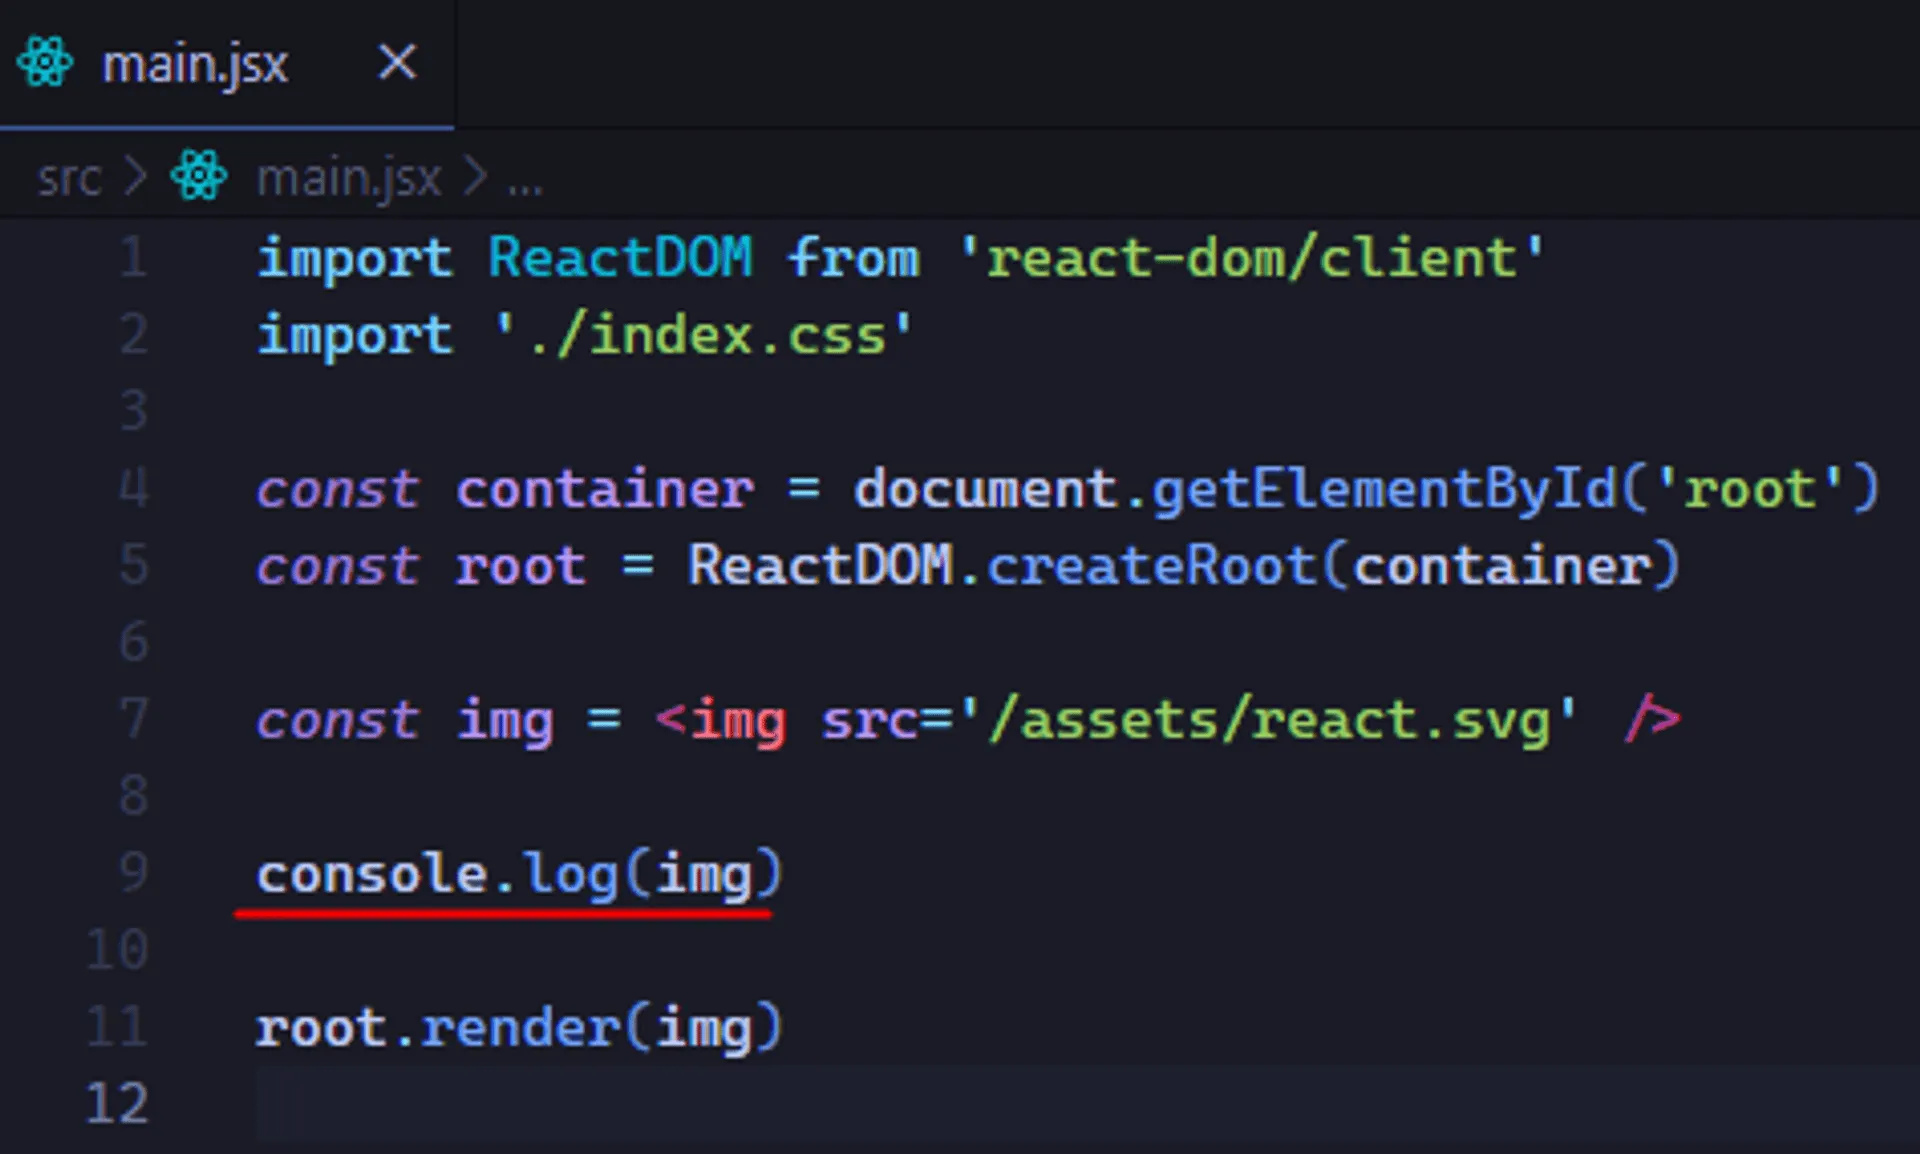 main.jsx ×
src > main.jsx > ...
1 import ReactDOM from 'react-dom/client'
2 import './index.css'
3
4 const container = document.getElementById('root')
5 const root = ReactDOM.createRoot(container)
6
7 const img = <img src='/assets/react.svg' />
8
9 console.log(img)
10
11 root.render(img)
12